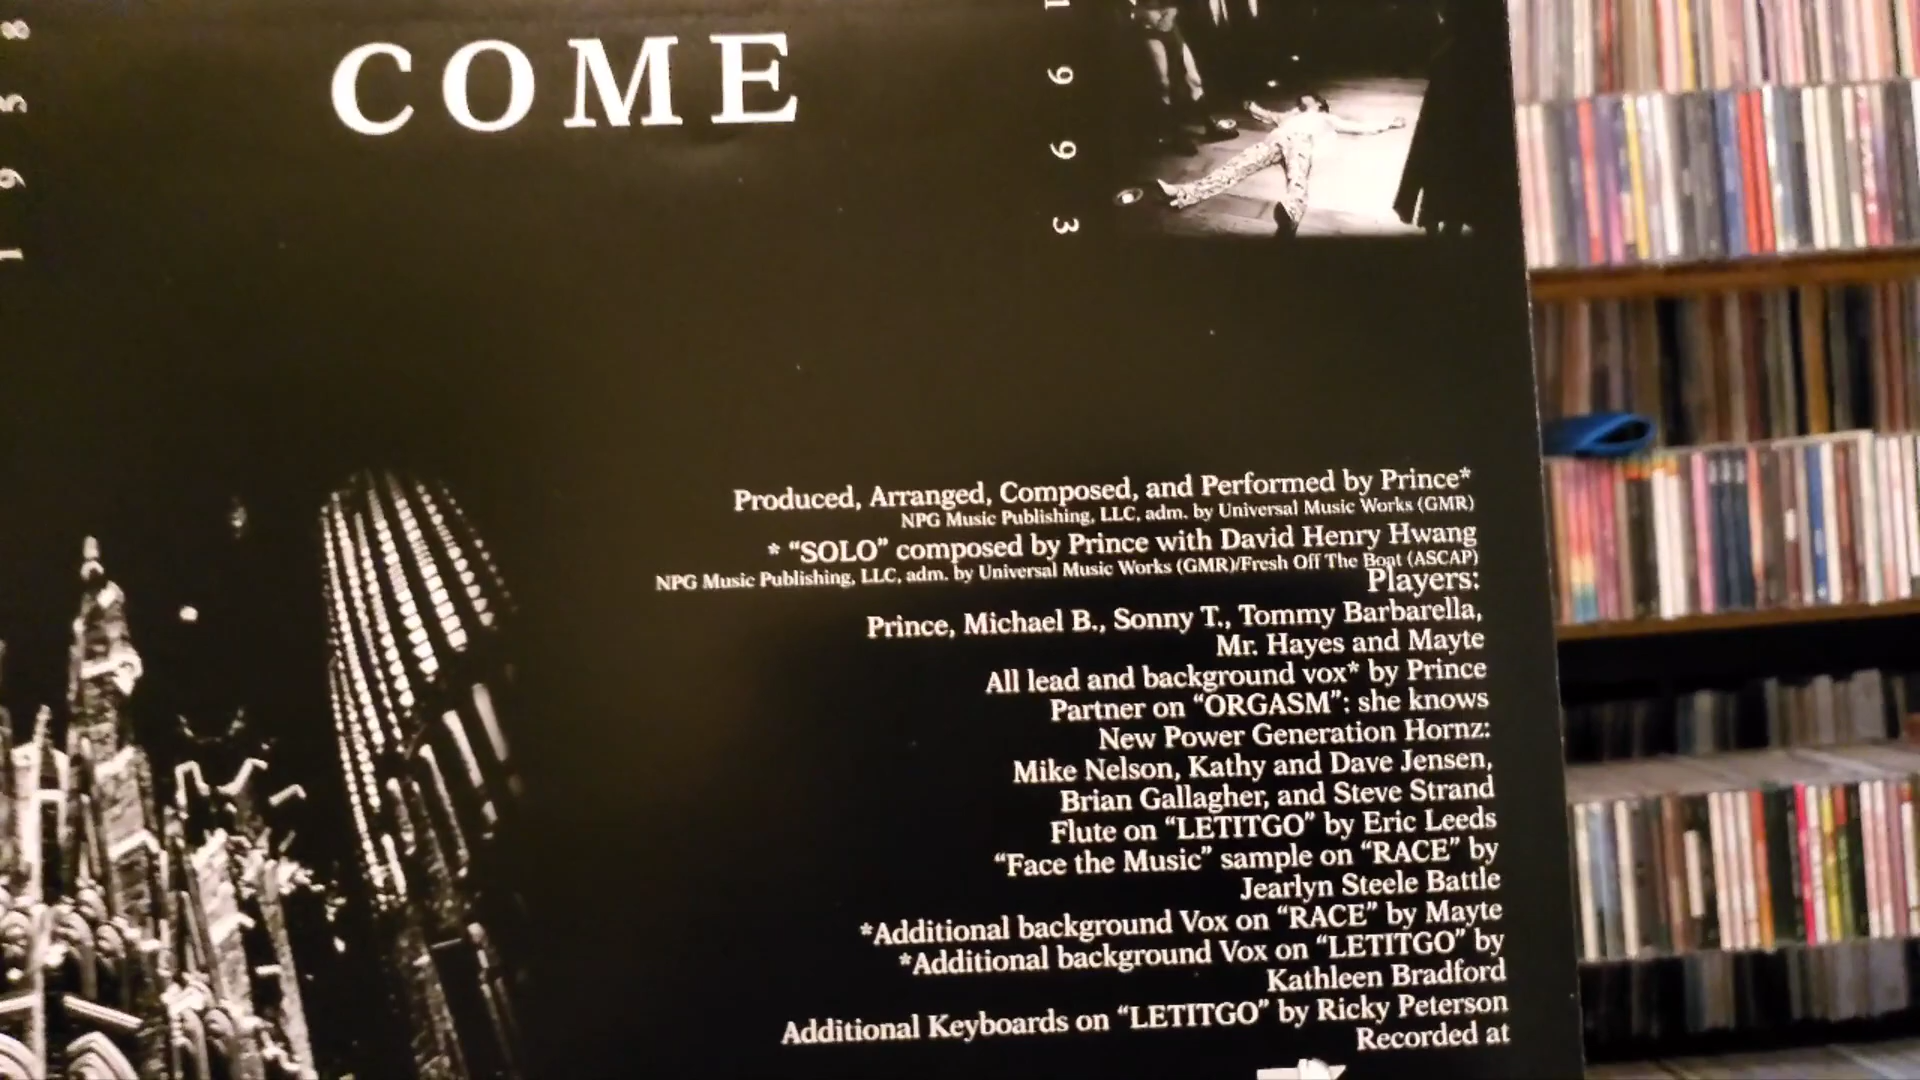 COME
1958
1993
Produced, Arranged, Composed, and Performed by Prince*
NPG Music Publishing, LLC, adm. by Universal Music Works (GMR)
* “SOLO” composed by Prince with David Henry Hwang
NPG Music Publishing, LLC, adm. by Universal Music Works (GMR)/Fresh Off The Boat (ASCAP)
Players:
Prince, Michael B., Sonny T., Tommy Barbarella,
Mr. Hayes and Mayte
All lead and background vox* by Prince
Partner on “ORGASM”: she knows
New Power Generation Hornz:
Mike Nelson, Kathy and Dave Jensen,
Brian Gallagher, and Steve Strand
Flute on “LETITGO” by Eric Leeds
“Face the Music” sample on “RACE” by
Jearlyn Steele Battle
*Additional background Vox on “RACE” by Mayte
*Additional background Vox on “LETITGO” by
Kathleen Bradford
Additional Keyboards on “LETITGO” by Ricky Peterson
Recorded at